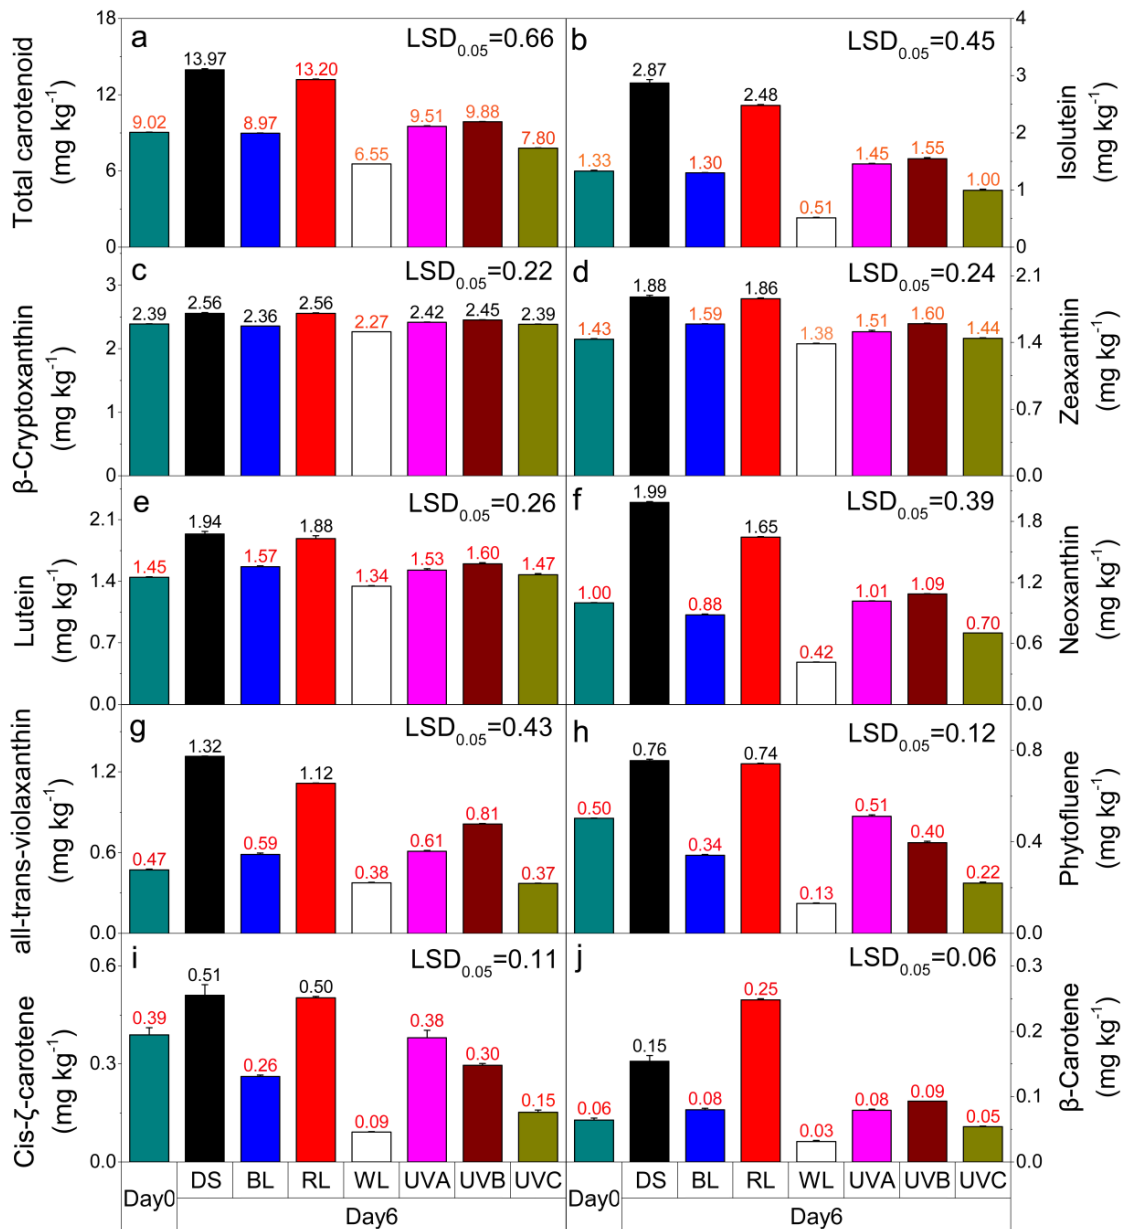 a LSD0.05=0.66
Total carotenoid
(mg kg-1)
18
12
6
0
9.02 13.97 8.97 13.20 6.55 9.51 9.88 7.80
b LSD0.05=0.45
Isolutein
(mg kg-1)
4
3
2
1
0
1.33 2.87 1.30 2.48 0.51 1.45 1.55 1.00
c LSD0.05=0.22
β-Cryptoxanthin
(mg kg-1)
3
2
1
0
2.39 2.56 2.36 2.56 2.27 2.42 2.45 2.39
d LSD0.05=0.24
Zeaxanthin
(mg kg-1)
2.1
1.4
0.7
0.0
1.43 1.88 1.59 1.86 1.38 1.51 1.60 1.44
e LSD0.05=0.26
Lutein
(mg kg-1)
2.1
1.4
0.7
0.0
1.45 1.94 1.57 1.88 1.34 1.53 1.60 1.47
f LSD0.05=0.39
Neoxanthin
(mg kg-1)
1.8
1.2
0.6
0.0
1.00 1.99 0.88 1.65 0.42 1.01 1.09 0.70
g LSD0.05=0.43
all-trans-violaxanthin
(mg kg-1)
1.2
0.6
0.0
0.47 1.32 0.59 1.12 0.38 0.61 0.81 0.37
h LSD0.05=0.12
Phytofluene
(mg kg-1)
0.8
0.4
0.0
0.50 0.76 0.34 0.74 0.13 0.51 0.40 0.22
i LSD0.05=0.11
Cis-ζ-carotene
(mg kg-1)
0.6
0.3
0.0
0.39 0.51 0.26 0.50 0.09 0.38 0.30 0.15
j LSD0.05=0.06
β-Carotene
(mg kg-1)
0.3
0.2
0.1
0.0
0.06 0.15 0.08 0.25 0.03 0.08 0.09 0.05
Day0 DS BL RL WL UVA UVB UVC
Day6
Day0 DS BL RL WL UVA UVB UVC
Day6